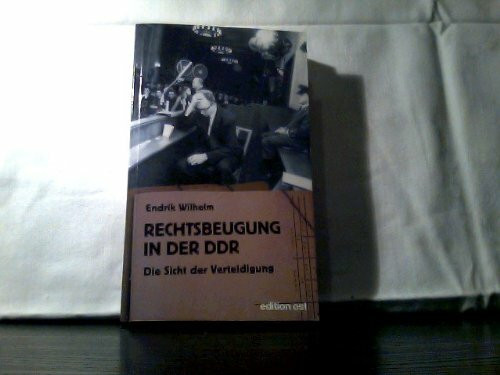 Endrik Wilhelm
RECHTSBEUGUNG
IN DER DDR
Die Sicht der Verteidigung
edition ost